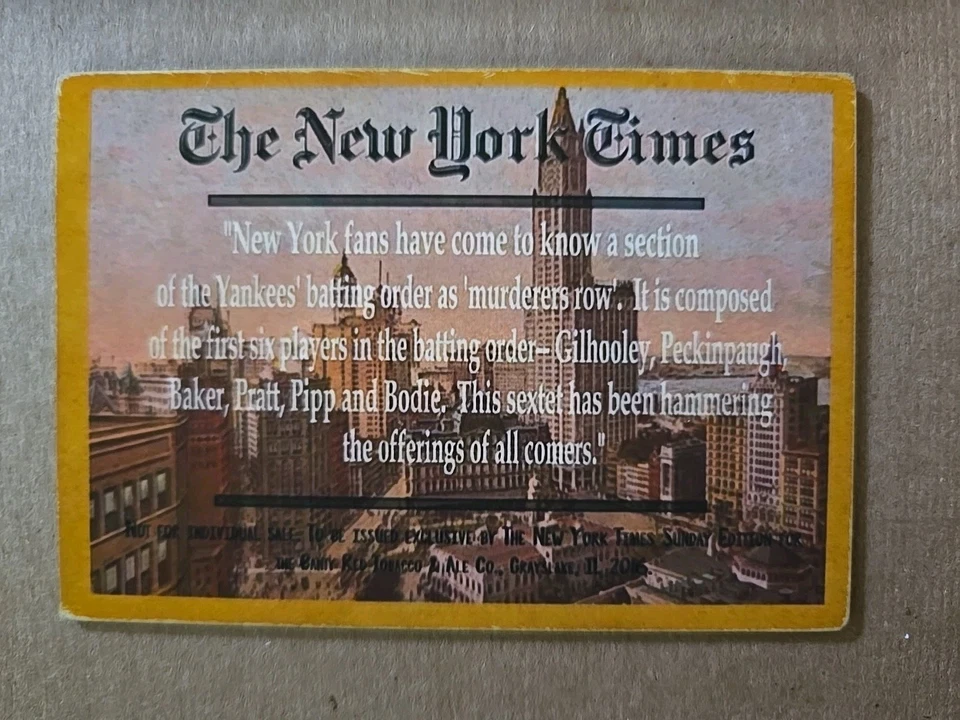 The New York Times
"New York fans have come to know a section
of the Yankees' batting order as 'murderers row'. It is composed
of the first six players in the batting order– Gilhooley, Peckinpaugh,
Baker, Pratt, Pipp and Bodie. This sextet has been hammering
the offerings of all comers."
Not for individual sale. To be issued exclusive by The New York Times Sunday Edition for
the Banty Red Tobacco & Ale Co., Grayslake, IL,